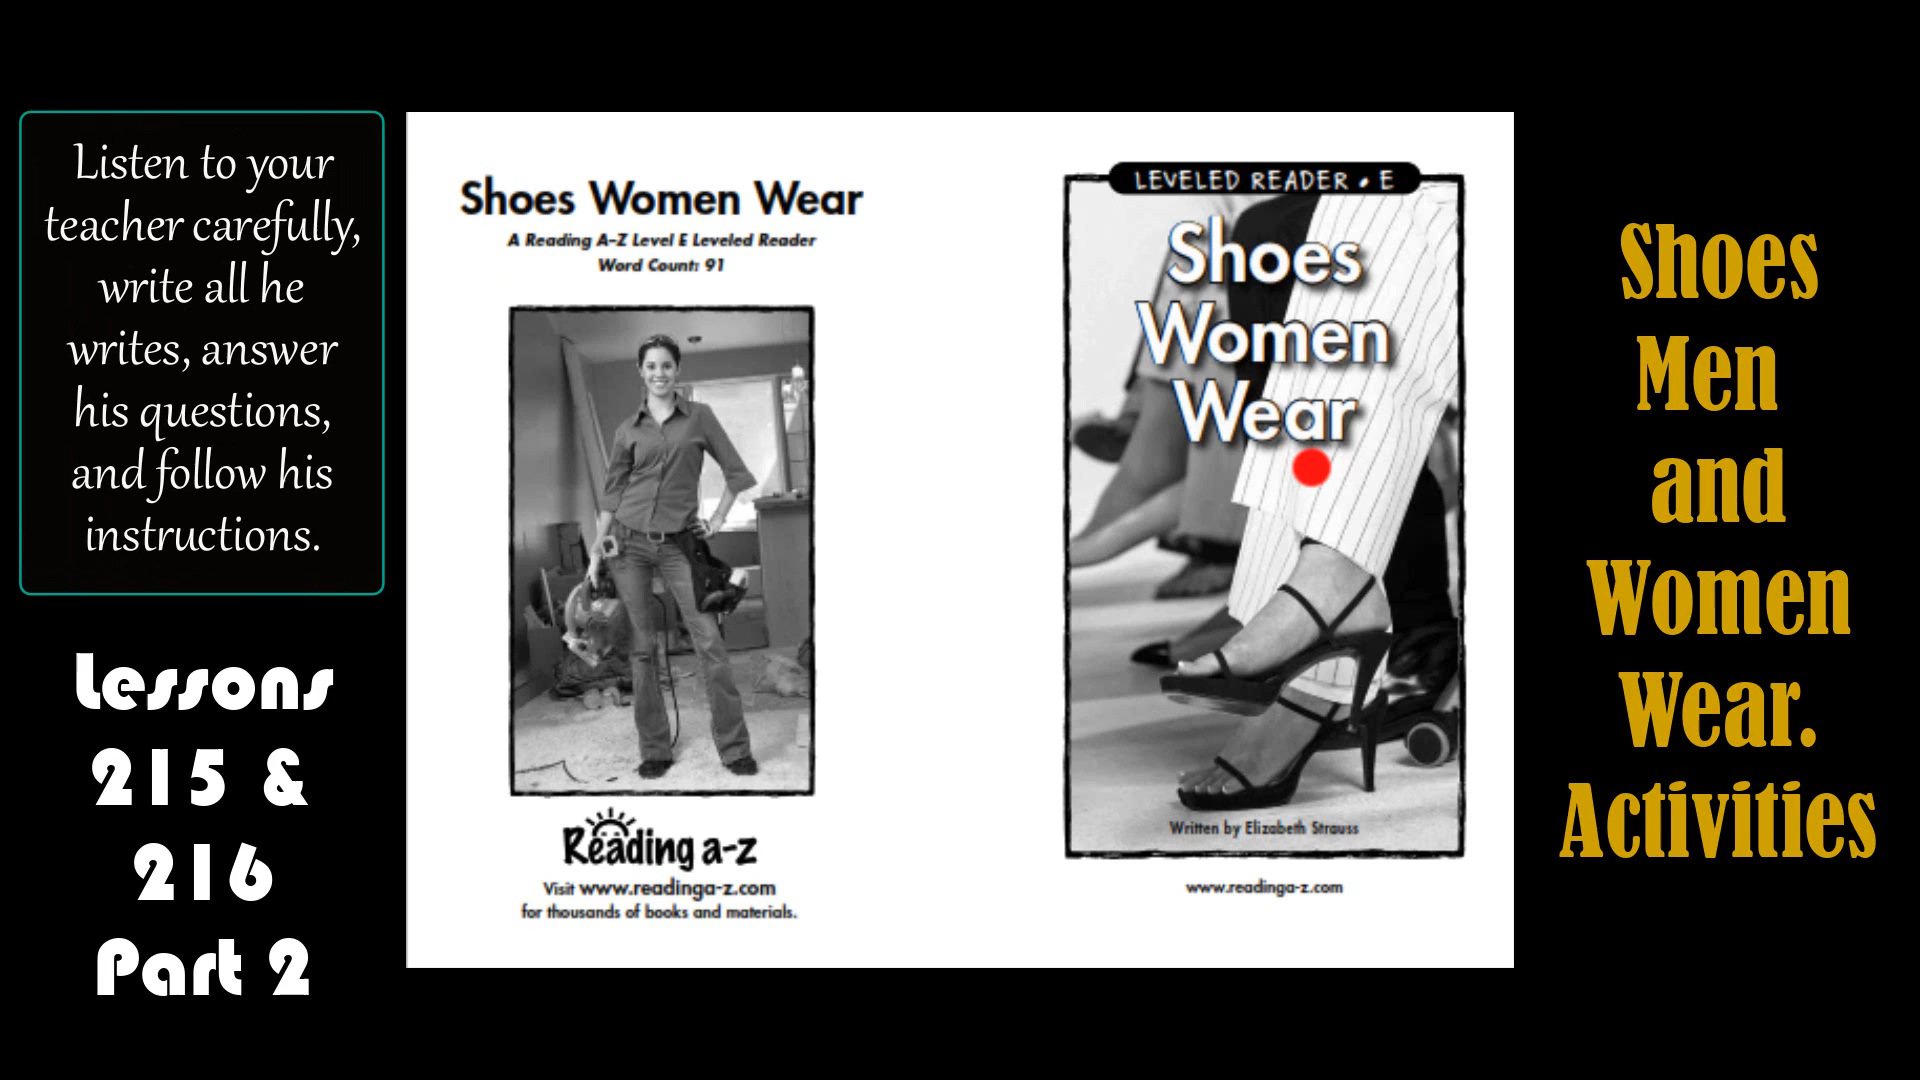 Listen to your
teacher carefully,
write all he
writes, answer
his questions,
and follow his
instructions.
Lessons
215 &
216
Part 2
Shoes Women Wear
A Reading A–Z Level E Leveled Reader
Word Count: 91
Reading a-z
Visit www.readinga-z.com
for thousands of books and materials.
LEVELED READER • E
Shoes
Women
Wear
Written by Elizabeth Strauss
www.readinga-z.com
Shoes
Men
and
Women
Wear.
Activities